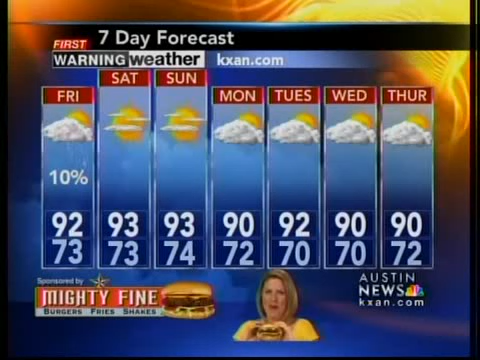 FIRST 7 Day Forecast
WARNING weather kxan.com
FRI SAT SUN MON TUES WED THUR
10%
92 93 93 90 92 90 90
73 73 74 72 70 70 72
Sponsored by
MIGHTY FINE
BURGERS FRIES SHAKES
AUSTIN
NEWS
kxan.com